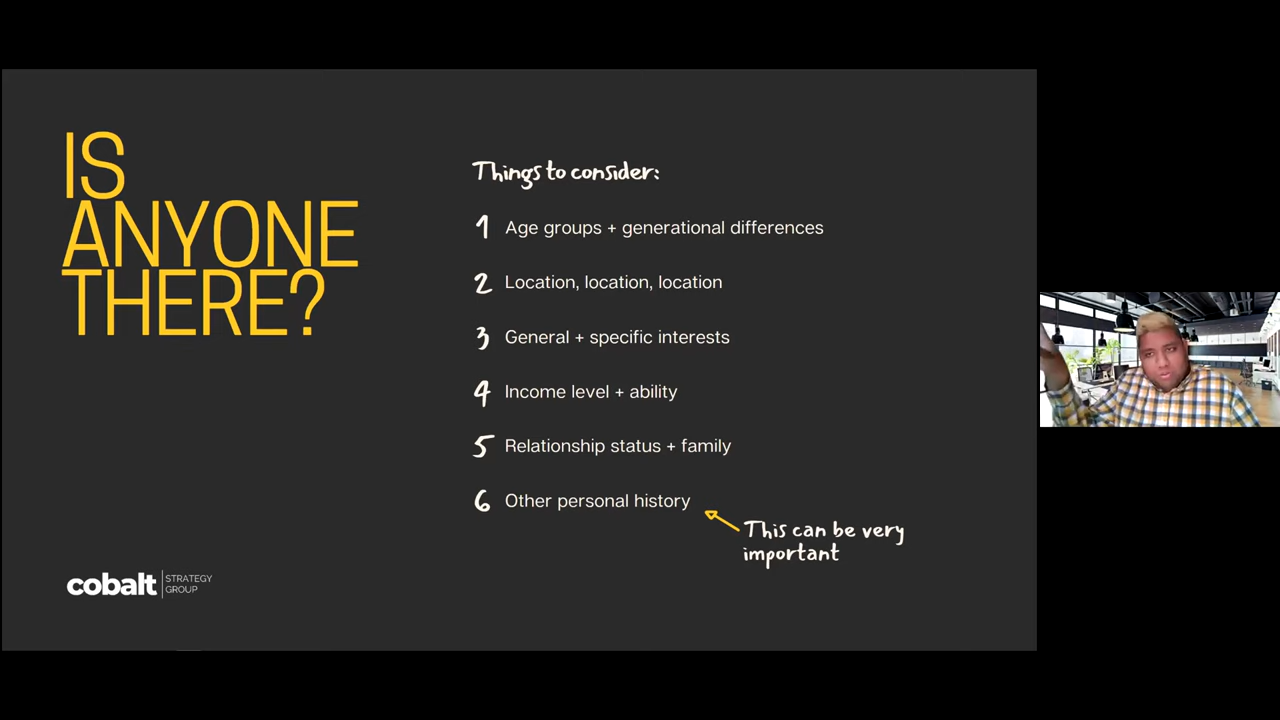 IS
ANYONE
THERE?
Things to consider:
1 Age groups + generational differences
2 Location, location, location
3 General + specific interests
4 Income level + ability
5 Relationship status + family
6 Other personal history
This can be very
important
cobalt STRATEGY
GROUP